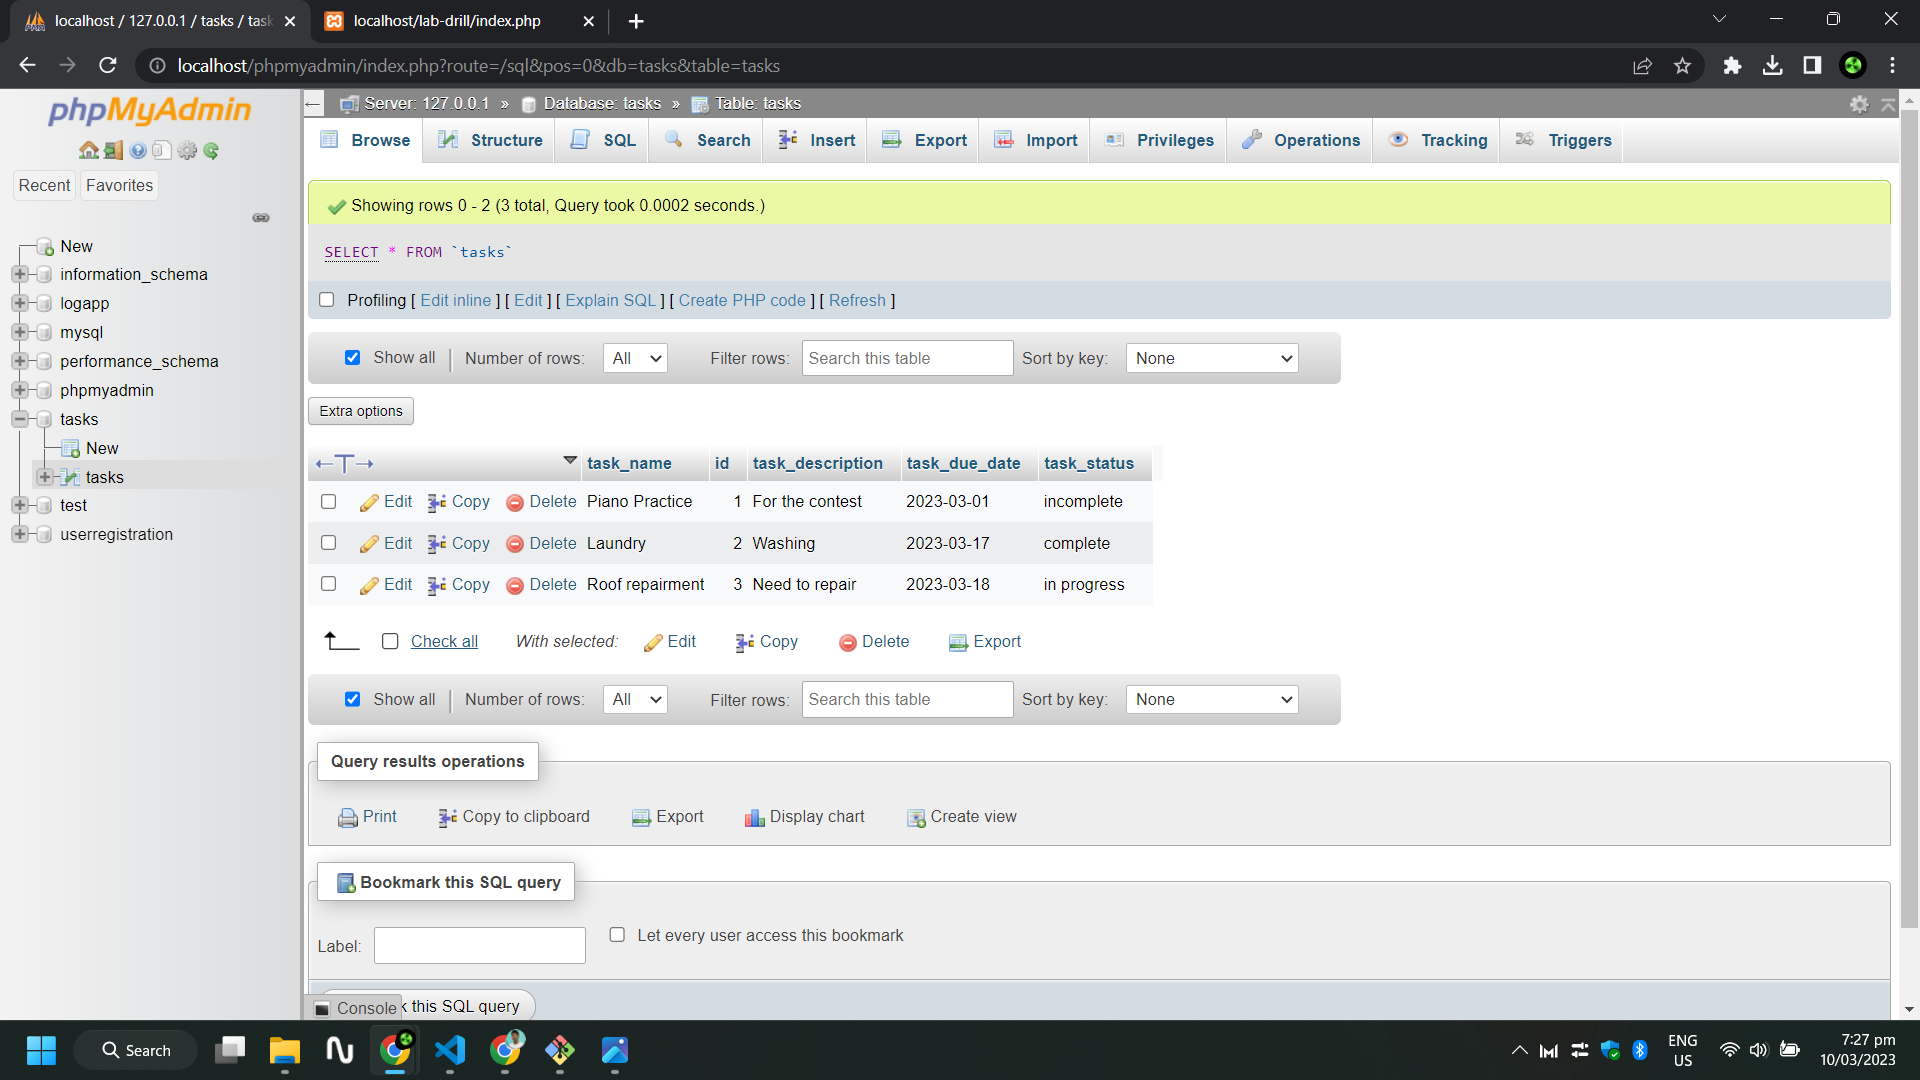 localhost / 127.0.0.1 / tasks / task
localhost/lab-drill/index.php
localhost/phpmyadmin/index.php?route=/sql&pos=0&db=tasks&table=tasks
phpMyAdmin
Recent Favorites
New
information_schema
logapp
mysql
performance_schema
phpmyadmin
tasks
New
tasks
test
userregistration
Server: 127.0.0.1 » Database: tasks » Table: tasks
Browse Structure SQL Search Insert Export Import Privileges Operations Tracking Triggers
Showing rows 0 - 2 (3 total, Query took 0.0002 seconds.)
SELECT * FROM `tasks`
Profiling [ Edit inline ] [ Edit ] [ Explain SQL ] [ Create PHP code ] [ Refresh ]
Show all Number of rows: All Filter rows: Search this table Sort by key: None
Extra options
←T→ task_name id task_description task_due_date task_status
Edit Copy Delete Piano Practice 1 For the contest 2023-03-01 incomplete
Edit Copy Delete Laundry 2 Washing 2023-03-17 complete
Edit Copy Delete Roof repairment 3 Need to repair 2023-03-18 in progress
Check all With selected: Edit Copy Delete Export
Show all Number of rows: All Filter rows: Search this table Sort by key: None
Query results operations
Print Copy to clipboard Export Display chart Create view
Bookmark this SQL query
Label: Let every user access this bookmark
Console k this SQL query
Search
ENG
US
7:27 pm
10/03/2023